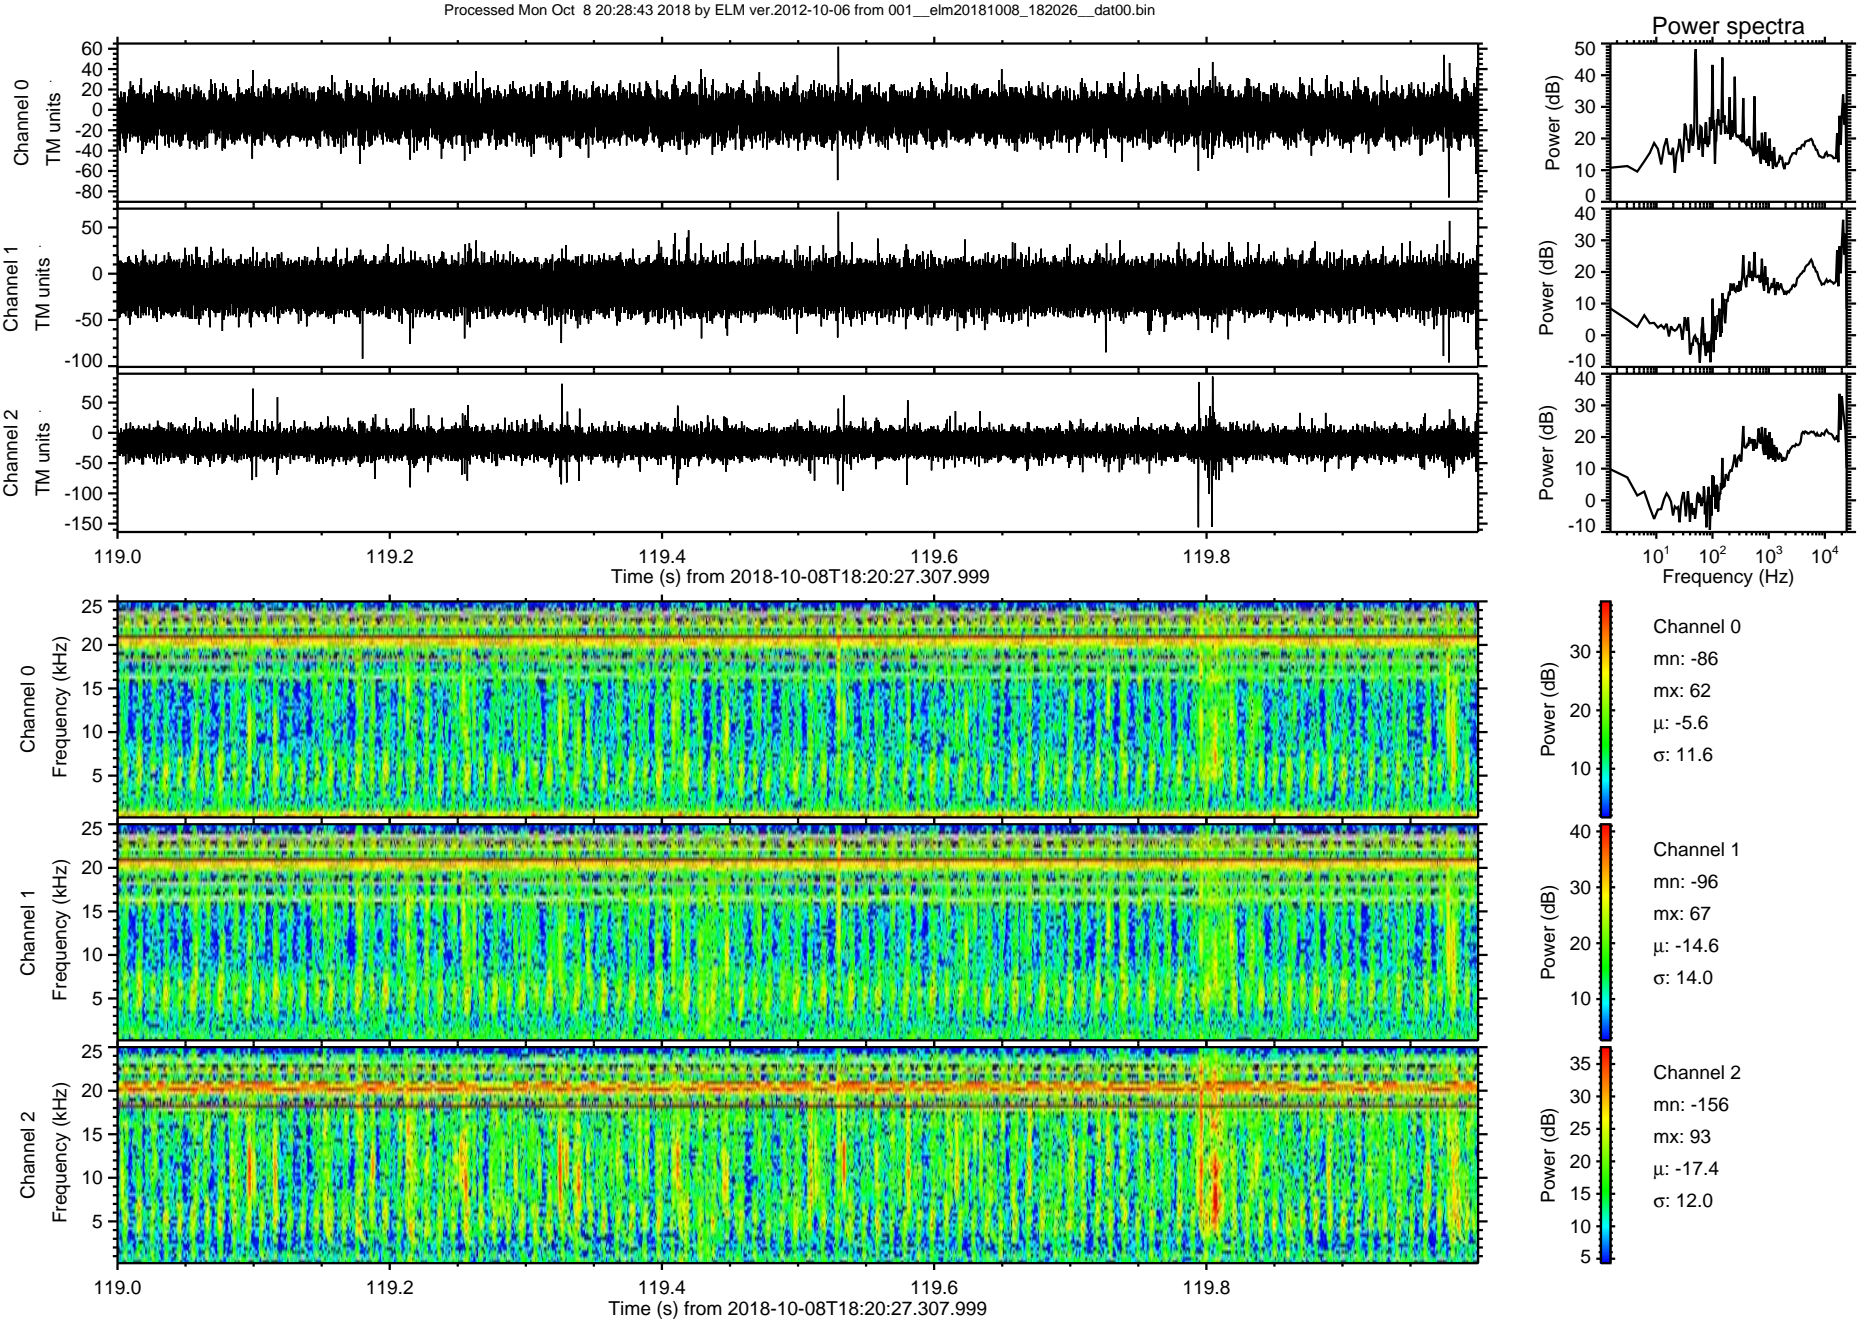 Processed Mon Oct  8 20:28:43 2018 by ELM ver.2012-10-06 from 001__elm20181008_182026__dat00.bin
Power spectra
Channel 0
TM units
60
40
20
0
-20
-40
-60
-80
Power (dB)
50
40
30
20
10
0
Channel 1
TM units
50
0
-50
-100
Power (dB)
40
30
20
10
0
-10
Channel 2
TM units
50
0
-50
-100
-150
Power (dB)
40
30
20
10
0
-10
119.0 119.2 119.4 119.6 119.8
Time (s) from 2018-10-08T18:20:27.307.999
10^1 10^2 10^3 10^4
Frequency (Hz)
Channel 0
Frequency (kHz)
25
20
15
10
5
Power (dB)
30
20
10
Channel 0
mn: -86
mx: 62
μ: -5.6
σ: 11.6
Channel 1
Frequency (kHz)
25
20
15
10
5
Power (dB)
40
30
20
10
Channel 1
mn: -96
mx: 67
μ: -14.6
σ: 14.0
Channel 2
Frequency (kHz)
25
20
15
10
5
Power (dB)
35
30
25
20
15
10
5
Channel 2
mn: -156
mx: 93
μ: -17.4
σ: 12.0
119.0 119.2 119.4 119.6 119.8
Time (s) from 2018-10-08T18:20:27.307.999